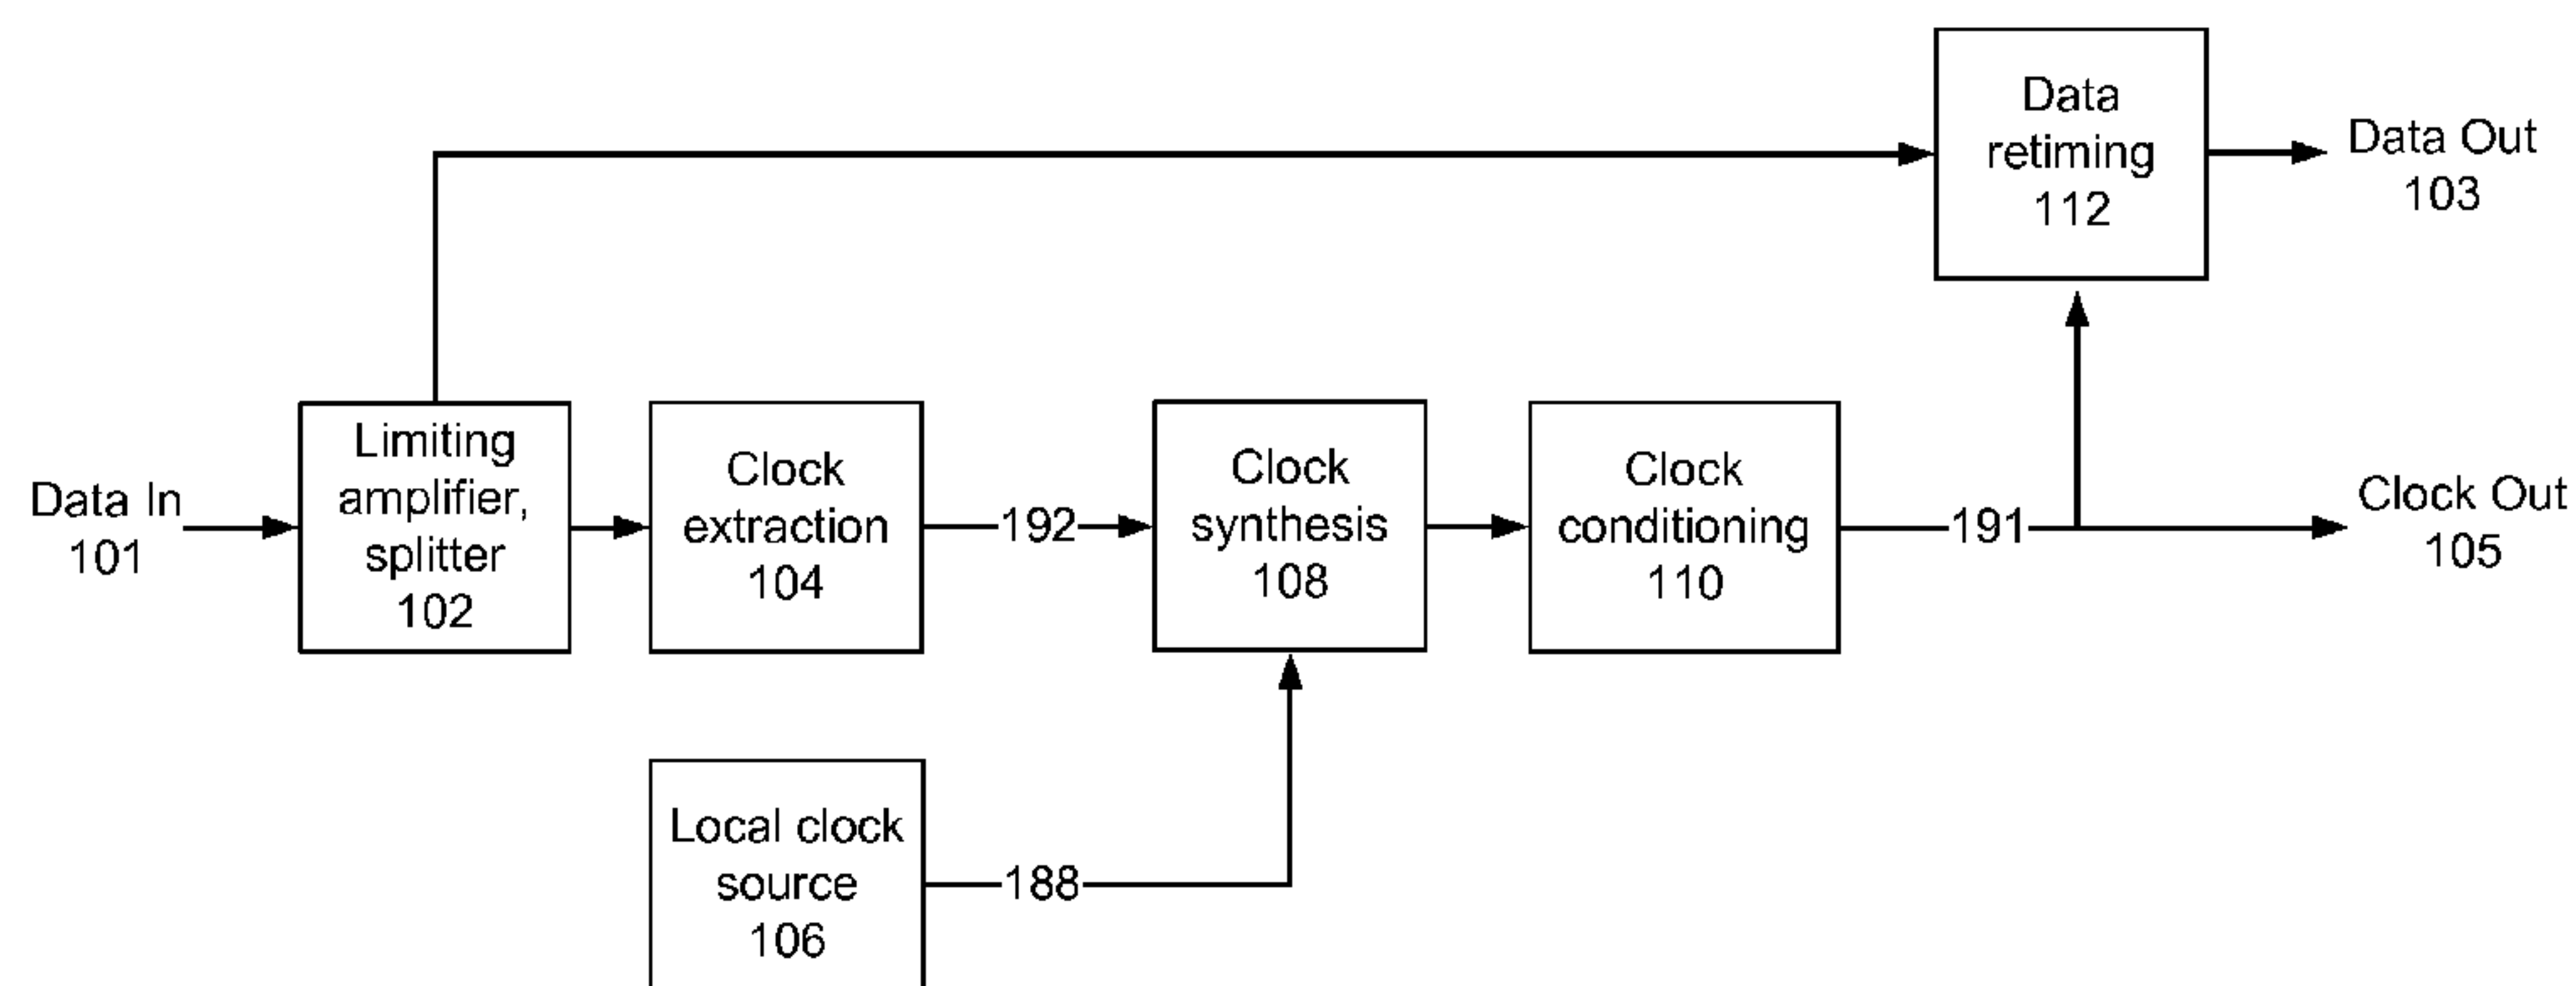 Data
retiming
112
Data Out
103
Data In
101
Limiting
amplifier,
splitter
102
Clock
extraction
104
192
Clock
synthesis
108
Clock
conditioning
110
191
Clock Out
105
Local clock
source
106
188